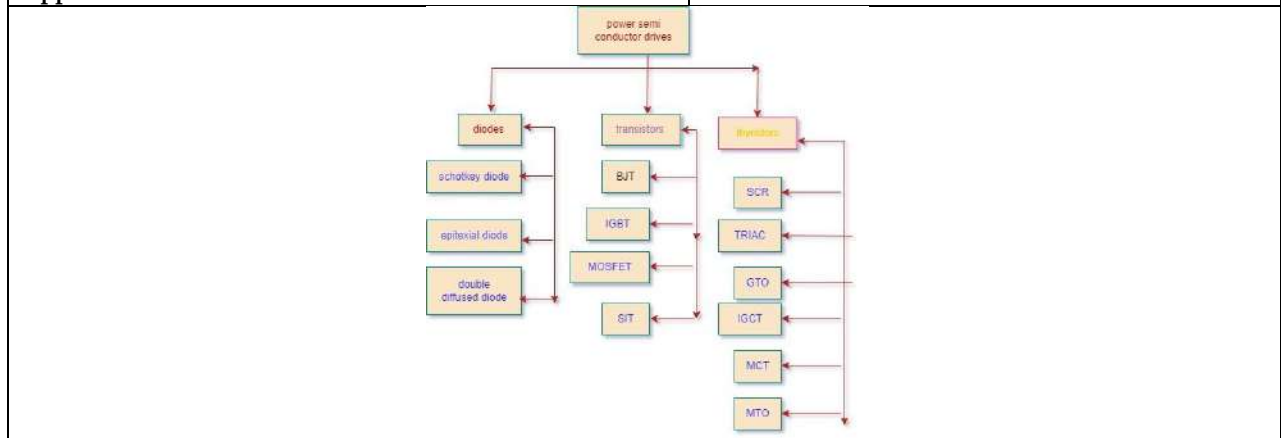 power semi
conductor drives
diodes
transistors
thyristors
schotkey diode
BJT
SCR
epitexial diode
IGBT
TRIAC
MOSFET
double
diffused diode
GTO
SIT
IGCT
MCT
MTO